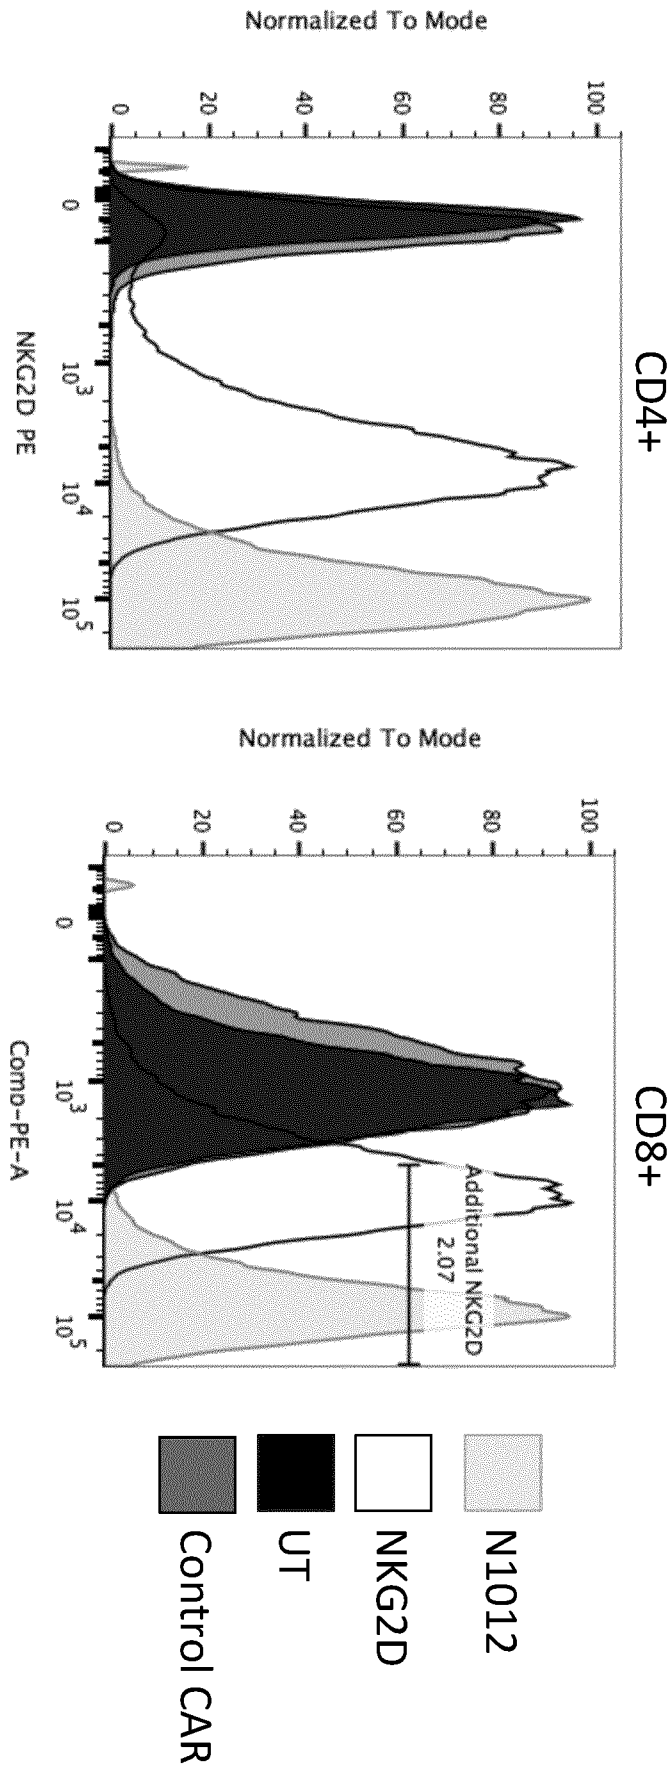 CD4+
Normalized To Mode
100
80
60
40
20
0
0
10^3
10^4
10^5
NKG2D PE
CD8+
Normalized To Mode
100
80
60
40
20
0
Additional NKG2D
2.07
0
10^3
10^4
10^5
Comp-PE-A
N1012
NKG2D
UT
Control CAR